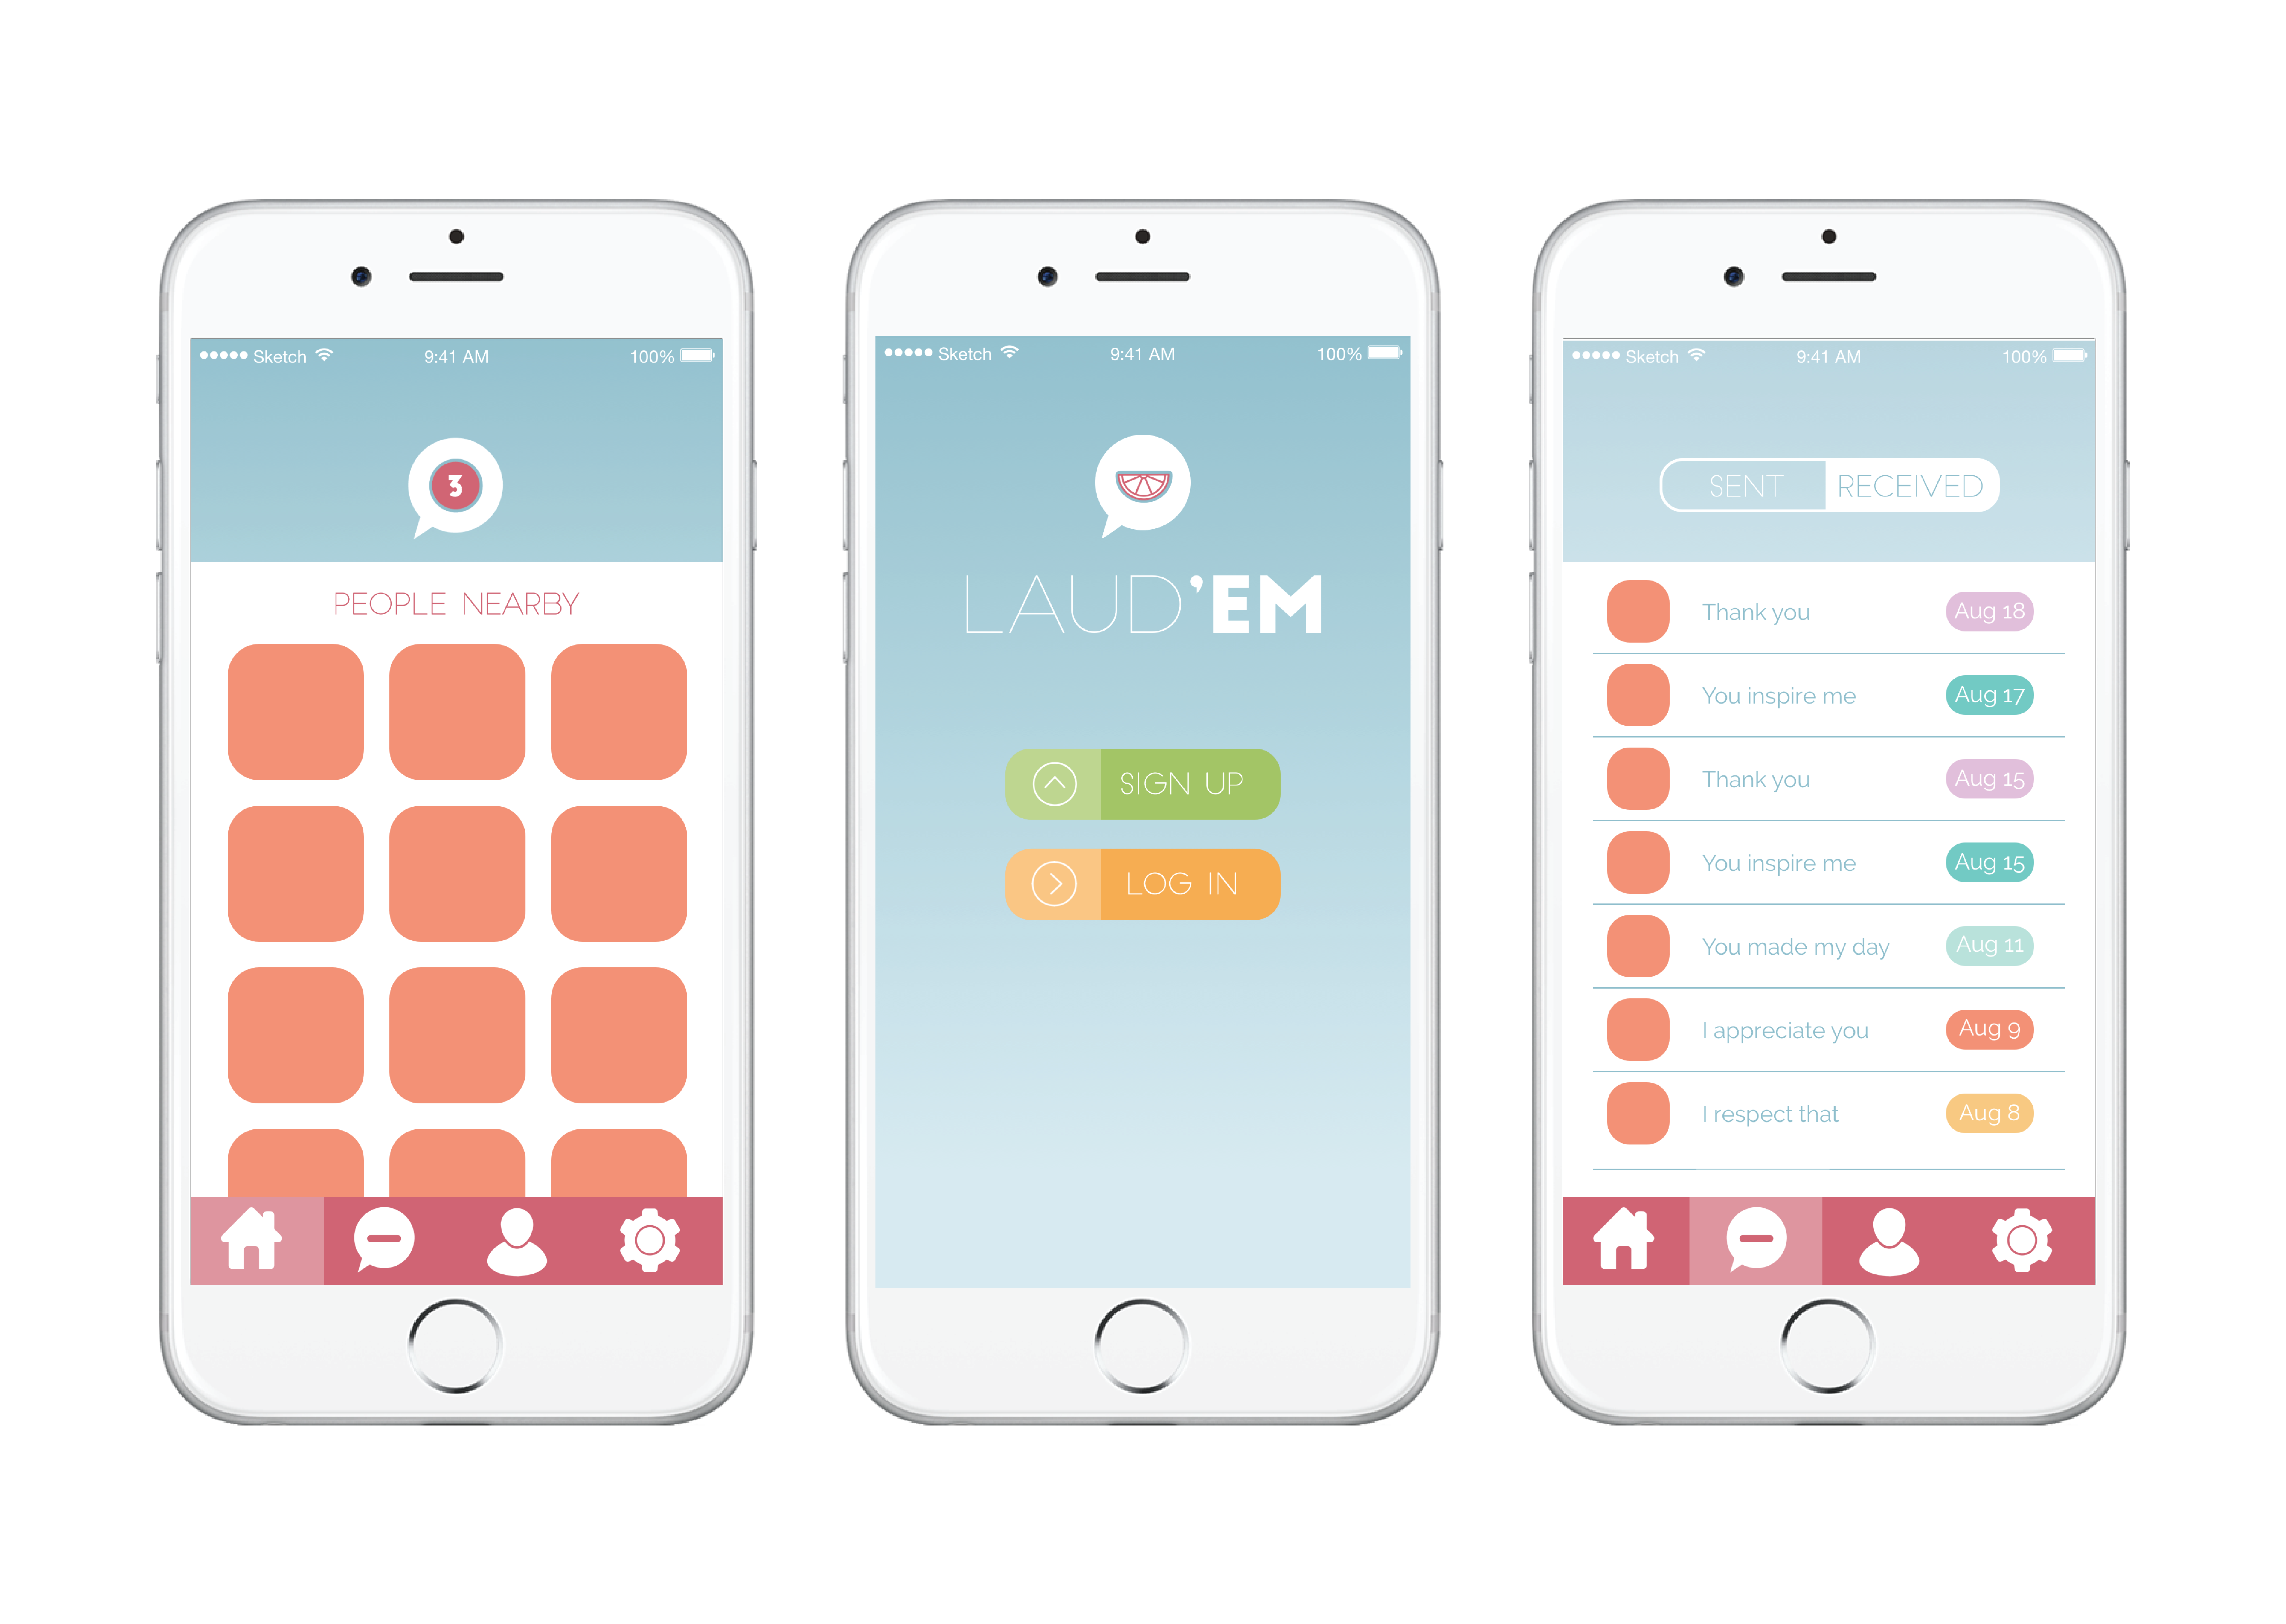 Sketch 9:41 AM 100%
3
PEOPLE NEARBY
Sketch 9:41 AM 100%
LAUD'EM
SIGN UP
LOG IN
Sketch 9:41 AM 100%
SENT RECEIVED
Thank you Aug 18
You inspire me Aug 17
Thank you Aug 15
You inspire me Aug 15
You made my day Aug 11
I appreciate you Aug 9
I respect that Aug 8